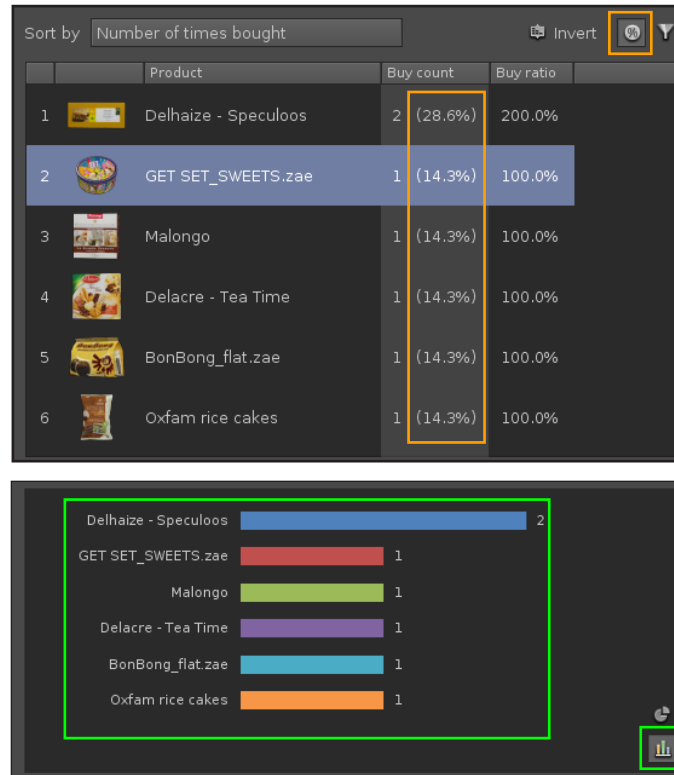 Sort by Number of times bought Invert %
Product Buy count Buy ratio
1 Delhaize - Speculoos 2 (28.6%) 200.0%
2 GET SET_SWEETS.zae 1 (14.3%) 100.0%
3 Malongo 1 (14.3%) 100.0%
4 Delacre - Tea Time 1 (14.3%) 100.0%
5 BonBong_flat.zae 1 (14.3%) 100.0%
6 Oxfam rice cakes 1 (14.3%) 100.0%
Delhaize - Speculoos 2
GET SET_SWEETS.zae 1
Malongo 1
Delacre - Tea Time 1
BonBong_flat.zae 1
Oxfam rice cakes 1